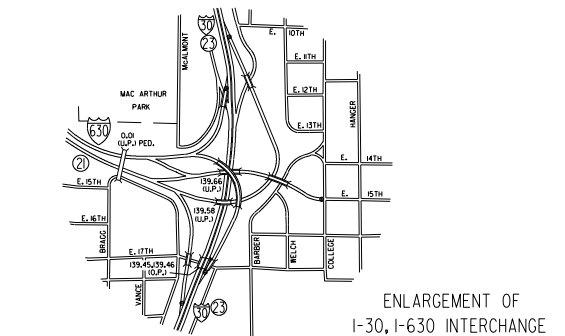 30
23
E. 10TH
McALMONT
E. 11TH
MAC ARTHUR
PARK
E. 12TH
HANGER
630
0.01
(U.P.) PED.
E. 13TH
21
E. 14TH
E. 15TH
139.66
(U.P.)
E. 15TH
139.58
(U.P.)
E. 16TH
BRAGG
E. 17TH
BARBER
WELCH
COLLEGE
139.45,139.46
(O.P.)
VANCE
30
23
ENLARGEMENT OF
I-30, I-630 INTERCHANGE